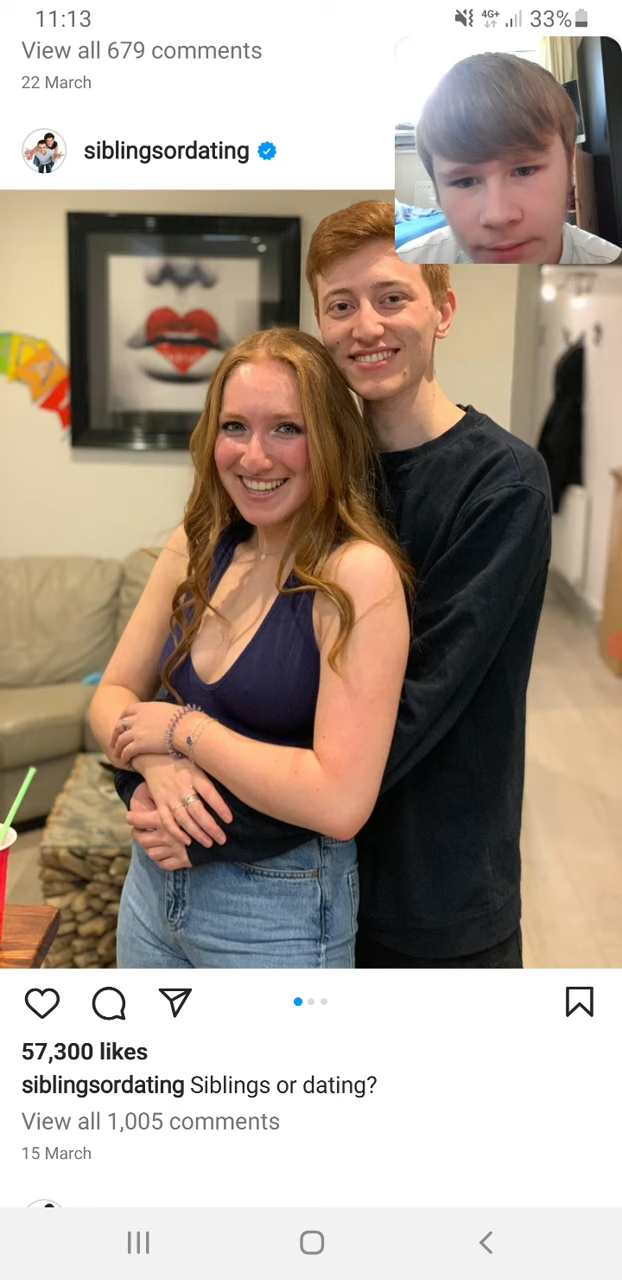 11:13
4G+ 33%
View all 679 comments
22 March
siblingsordating
57,300 likes
siblingsordating Siblings or dating?
View all 1,005 comments
15 March